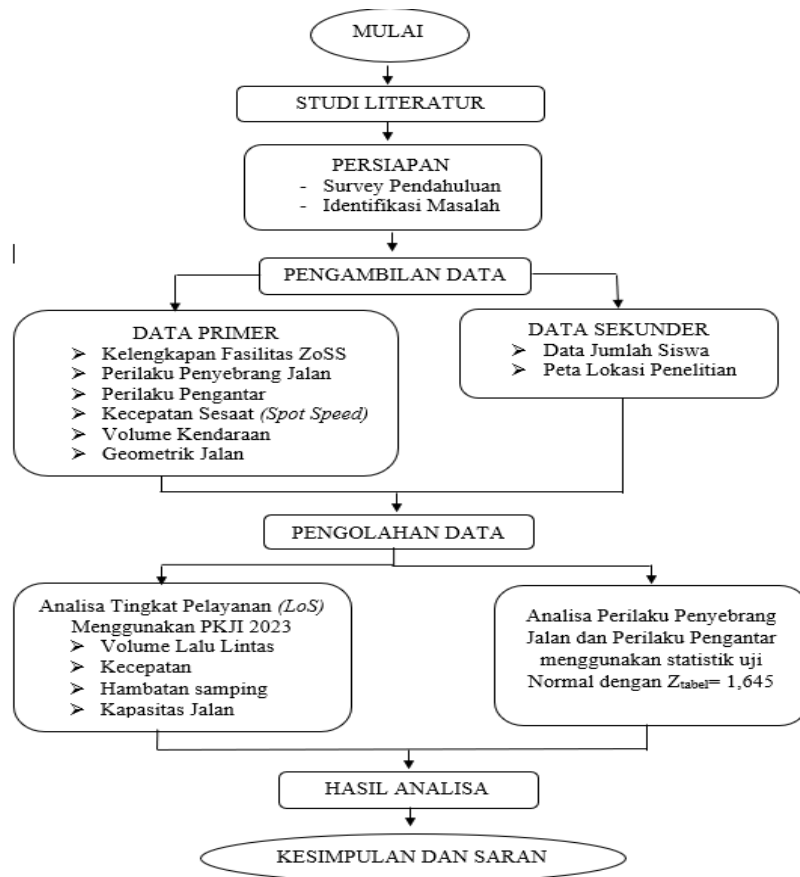 MULAI
STUDI LITERATUR
PERSIAPAN
- Survey Pendahuluan
- Identifikasi Masalah
PENGAMBILAN DATA
DATA PRIMER
➢ Kelengkapan Fasilitas ZoSS
➢ Perilaku Penyebrang Jalan
➢ Perilaku Pengantar
➢ Kecepatan Sesaat (Spot Speed)
➢ Volume Kendaraan
➢ Geometrik Jalan
DATA SEKUNDER
➢ Data Jumlah Siswa
➢ Peta Lokasi Penelitian
PENGOLAHAN DATA
Analisa Tingkat Pelayanan (LoS)
Menggunakan PKJI 2023
➢ Volume Lalu Lintas
➢ Kecepatan
➢ Hambatan samping
➢ Kapasitas Jalan
Analisa Perilaku Penyebrang
Jalan dan Perilaku Pengantar
menggunakan statistik uji
Normal dengan Ztabel= 1,645
HASIL ANALISA
KESIMPULAN DAN SARAN